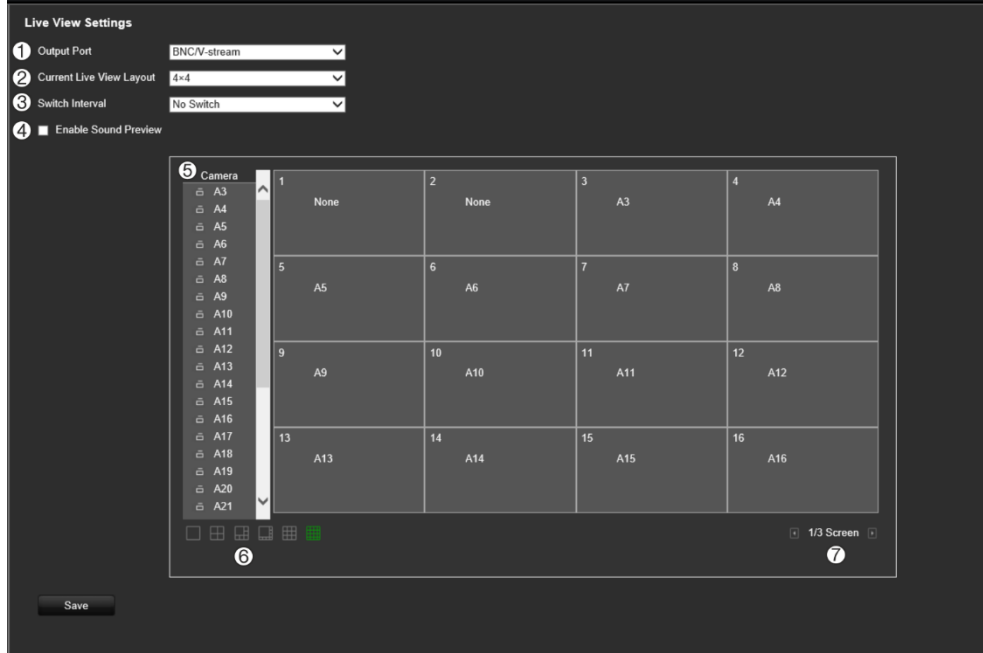 Live View Settings
1 Output Port BNC/V-stream
2 Current Live View Layout 4×4
3 Switch Interval No Switch
4 Enable Sound Preview
5 Camera
A3
A4
A5
A6
A7
A8
A9
A10
A11
A12
A13
A14
A15
A16
A17
A18
A19
A20
A21
1 2 3 4
None None A3 A4
5 6 7 8
A5 A6 A7 A8
9 10 11 12
A9 A10 A11 A12
13 14 15 16
A13 A14 A15 A16
1/3 Screen
6 7
Save